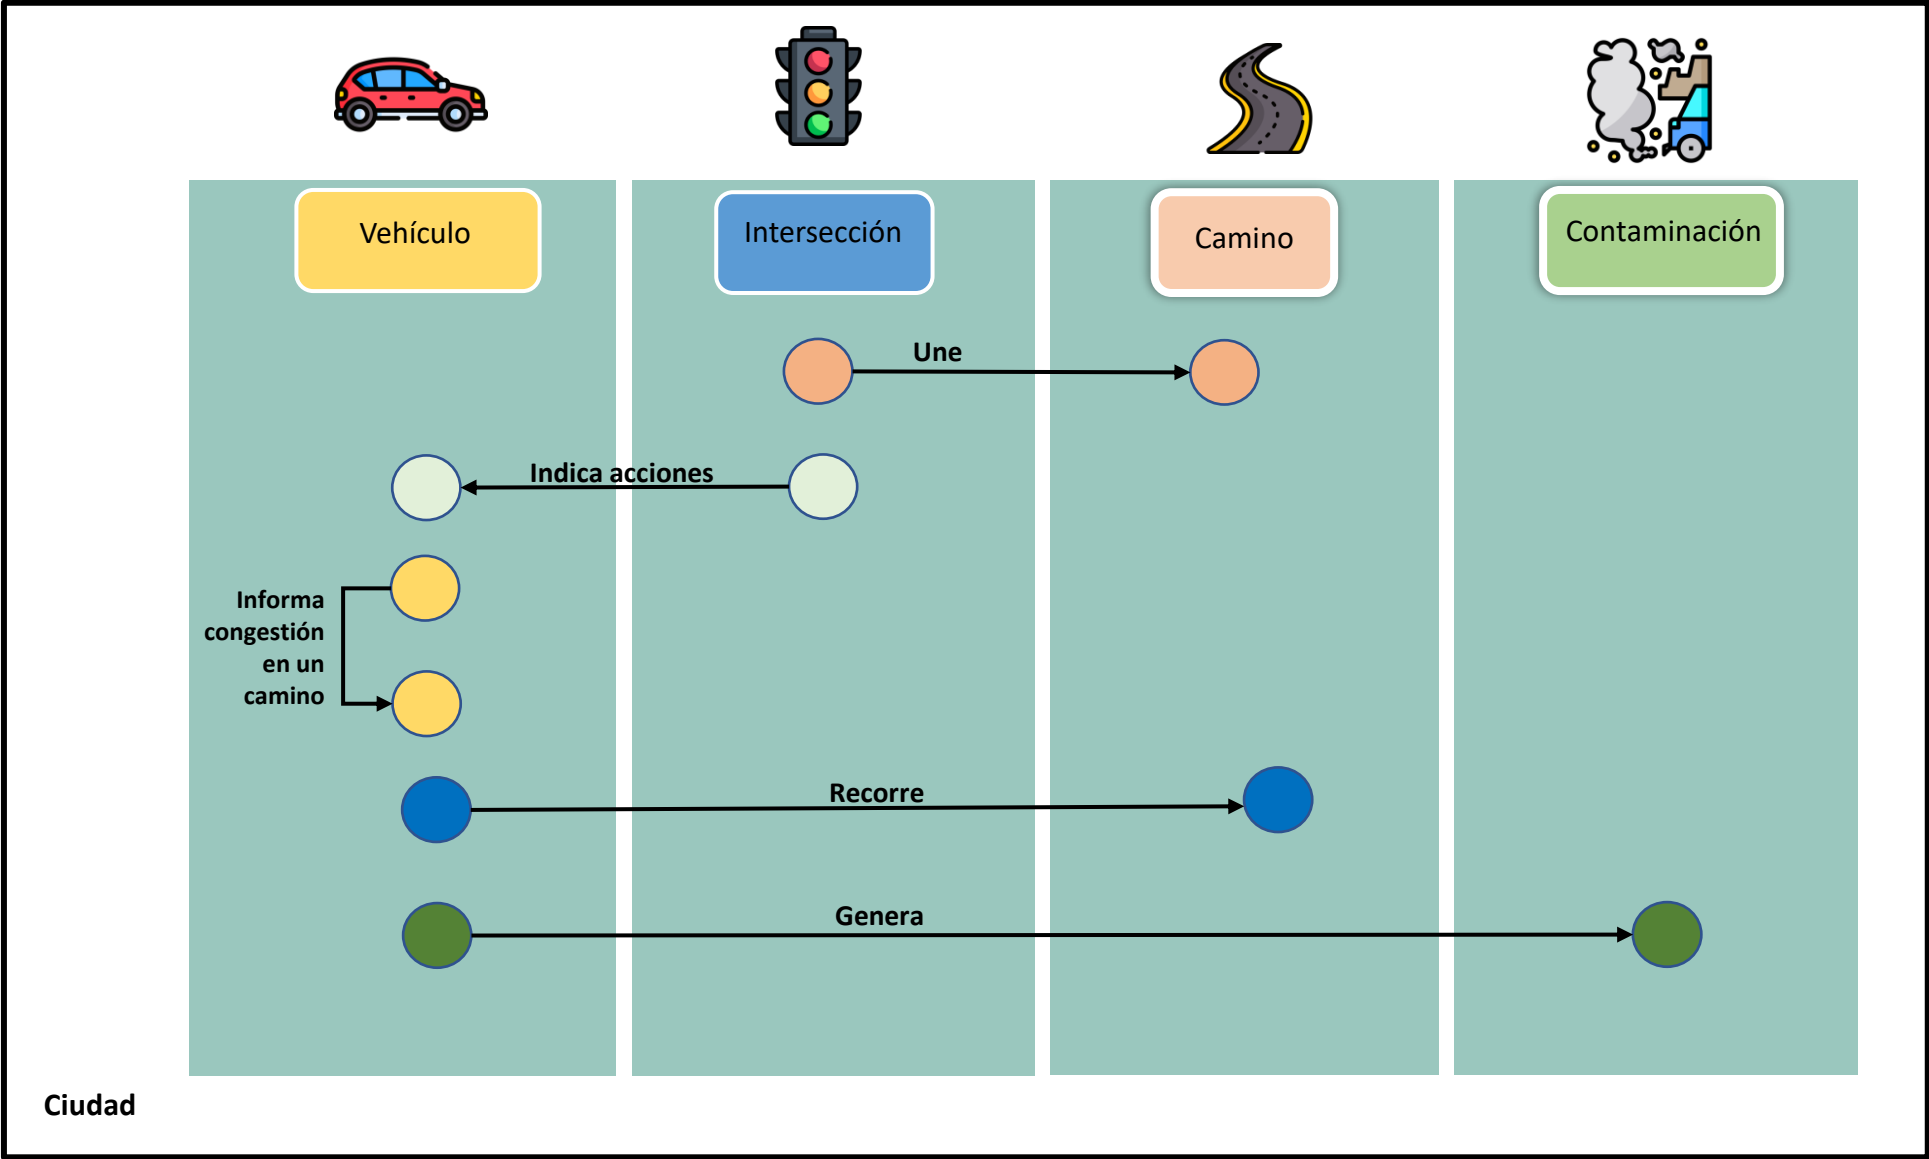 Vehículo
Intersección
Camino
Contaminación
Une
Indica acciones
Informa
congestión
en un
camino
Recorre
Genera
Ciudad